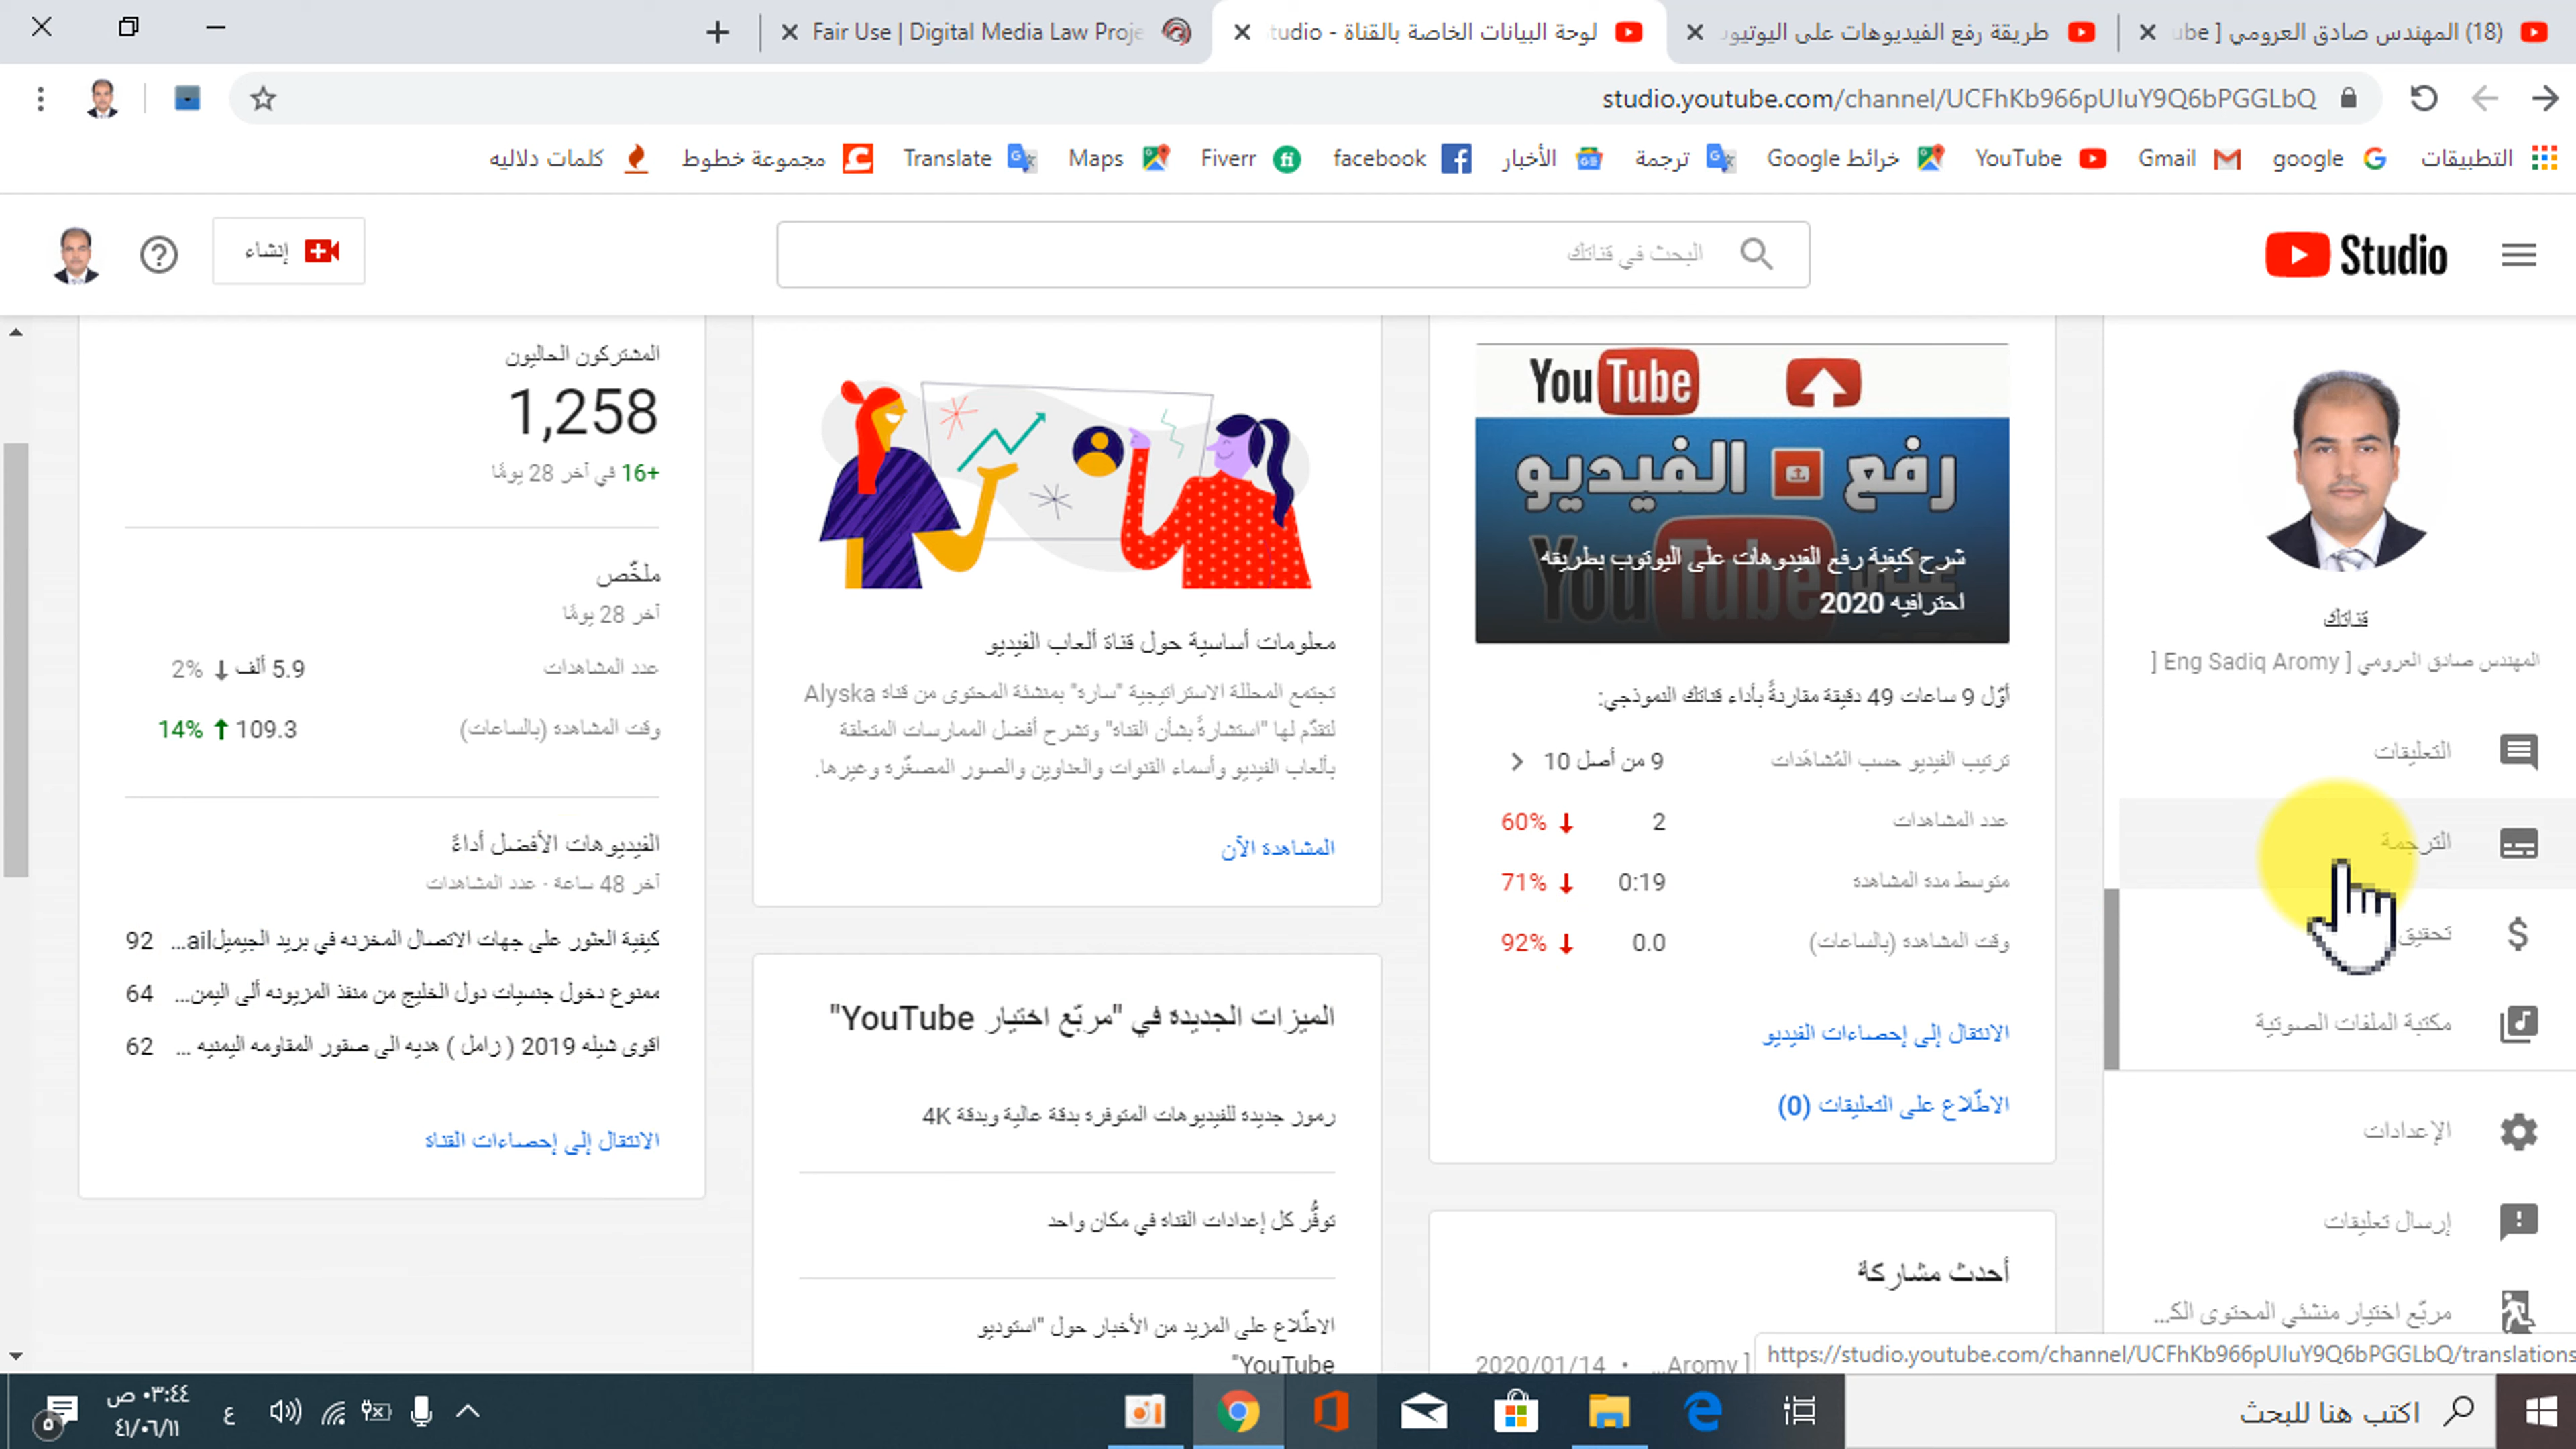 (18) المهندس صادق العرومي [ ube
طريقة رفع الفيديوهات على اليوتيوب
لوحة البيانات الخاصة بالقناة - tudio
Fair Use | Digital Media Law Proje
studio.youtube.com/channel/UCFhKb966pUIuY9Q6bPGGLbQ
التطبيقات
google
Gmail
YouTube
خرائط Google
ترجمة
الأخبار
facebook
Fiverr
Maps
Translate
مجموعة خطوط
كلمات دلاليه
Studio
البحث في قناتك
إنشاء
قناتك
المهندس صادق العرومي [ Eng Sadiq Aromy ]
التعليقات
الترجمة
تحقيق
مكتبة الملفات الصوتية
الإعدادات
إرسال تعليقات
مربّع اختيار منشئي المحتوى الكـ...
YouTube
رفع الفيديو
شرح كيفية رفع الفيدوهات على اليوتوب بطريقه
احترافيه 2020
أوّل 9 ساعات 49 دقيقة مقارنةً بأداء قناتك النموذجي:
ترتيب الفيديو حسب المُشاهَدات 9 من أصل 10
عدد المشاهدات 2 60%
متوسط مدة المشاهدة 0:19 71%
وقت المشاهدة (بالساعات) 0.0 92%
الانتقال إلى إحصاءات الفيديو
الاطّلاع على التعليقات (0)
أحدث مشاركة
Aromy ]... • 2020/01/14
معلومات أساسية حول قناة ألعاب الفيديو
تجتمع المحللة الاستراتيجية "سارة" بمنشئة المحتوى من قناة Alyska
لتقدّم لها "استشارةً بشأن القناة" وتشرح أفضل الممارسات المتعلقة
بألعاب الفيديو وأسماء القنوات والعناوين والصور المصغّرة وغيرها.
المشاهدة الآن
الميزات الجديدة في "مربّع اختيار YouTube"
رموز جديدة للفيديوهات المتوفرة بدقة عالية وبدقة 4K
توفُّر كل إعدادات القناة في مكان واحد
الاطّلاع على المزيد من الأخبار حول "استوديو
YouTube"
المشتركون الحاليون
1,258
+16 في آخر 28 يومًا
ملخّص
آخر 28 يومًا
عدد المشاهدات 5.9 ألف 2%
وقت المشاهدة (بالساعات) 109.3 14%
الفيديوهات الأفضل أداءً
آخر 48 ساعة · عدد المشاهدات
كيفية العثور على جهات الاتصال المخزنه في بريد الجيميلail... 92
ممنوع دخول جنسيات دول الخليج من منفذ المزيونه ألى اليمن... 64
اقوى شيله 2019 ( زامل ) هديه الى صقور المقاومه اليمنيه ... 62
الانتقال إلى إحصاءات القناة
https://studio.youtube.com/channel/UCFhKb966pUIuY9Q6bPGGLbQ/translations
اكتب هنا للبحث
ع
٠٣:٤٤ ص
٤١/٠٦/١١